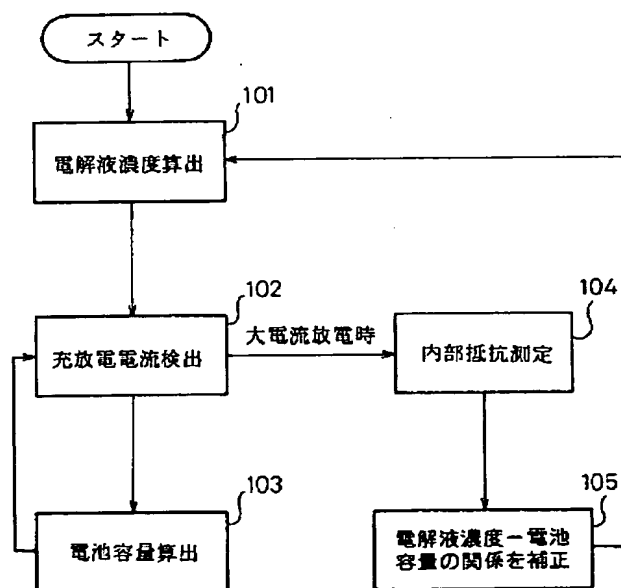 スタート
101
電解液濃度算出
102
充放電電流検出
大電流放電時
104
内部抵抗測定
103
電池容量算出
105
電解液濃度ー電池
容量の関係を補正